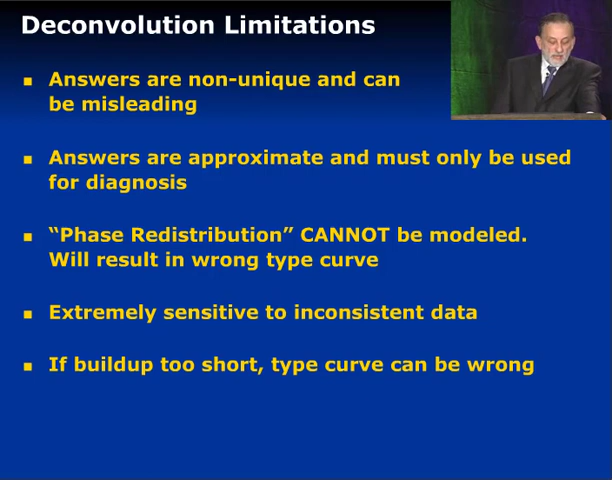 Deconvolution Limitations
Answers are non-unique and can
be misleading
Answers are approximate and must only be used
for diagnosis
“Phase Redistribution” CANNOT be modeled.
Will result in wrong type curve
Extremely sensitive to inconsistent data
If buildup too short, type curve can be wrong